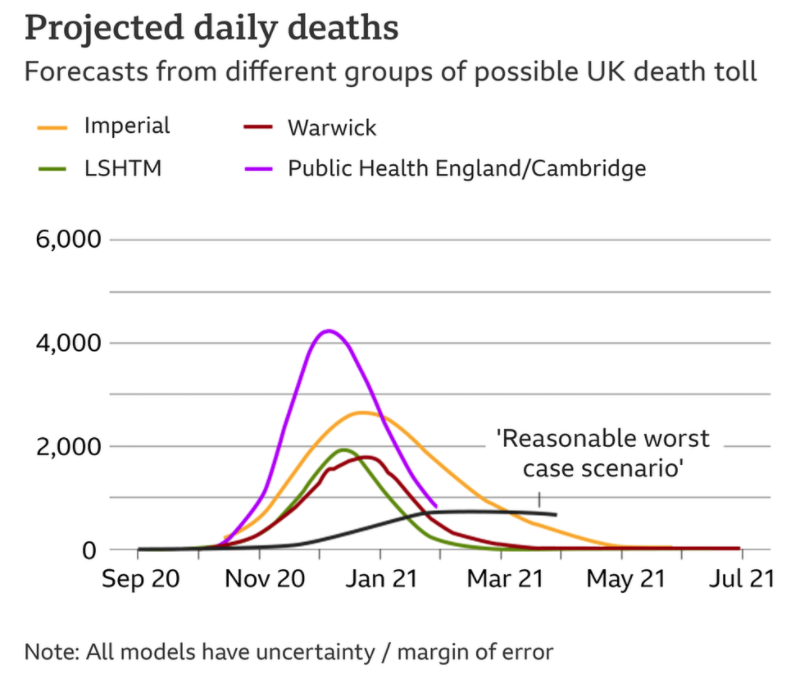 Projected daily deaths
Forecasts from different groups of possible UK death toll
Imperial
Warwick
LSHTM
Public Health England/Cambridge
6,000
4,000
2,000
'Reasonable worst
case scenario'
0
Sep 20 Nov 20 Jan 21 Mar 21 May 21 Jul 21
Note: All models have uncertainty / margin of error